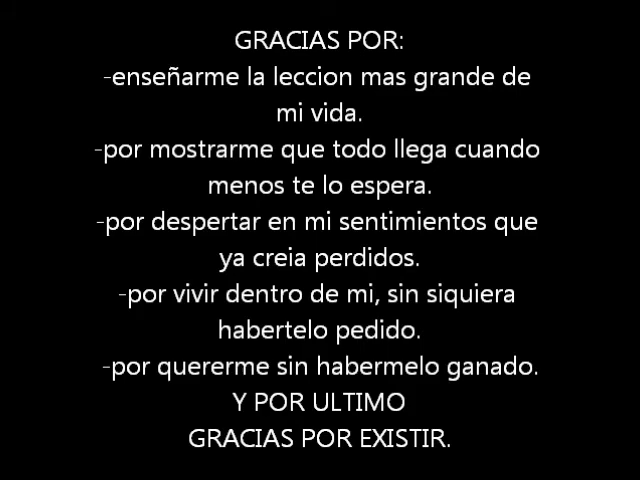 GRACIAS POR:
-enseñarme la leccion mas grande de
mi vida.
-por mostrarme que todo llega cuando
menos te lo espera.
-por despertar en mi sentimientos que
ya creia perdidos.
-por vivir dentro de mi, sin siquiera
habertelo pedido.
-por quererme sin habermelo ganado.
Y POR ULTIMO
GRACIAS POR EXISTIR.